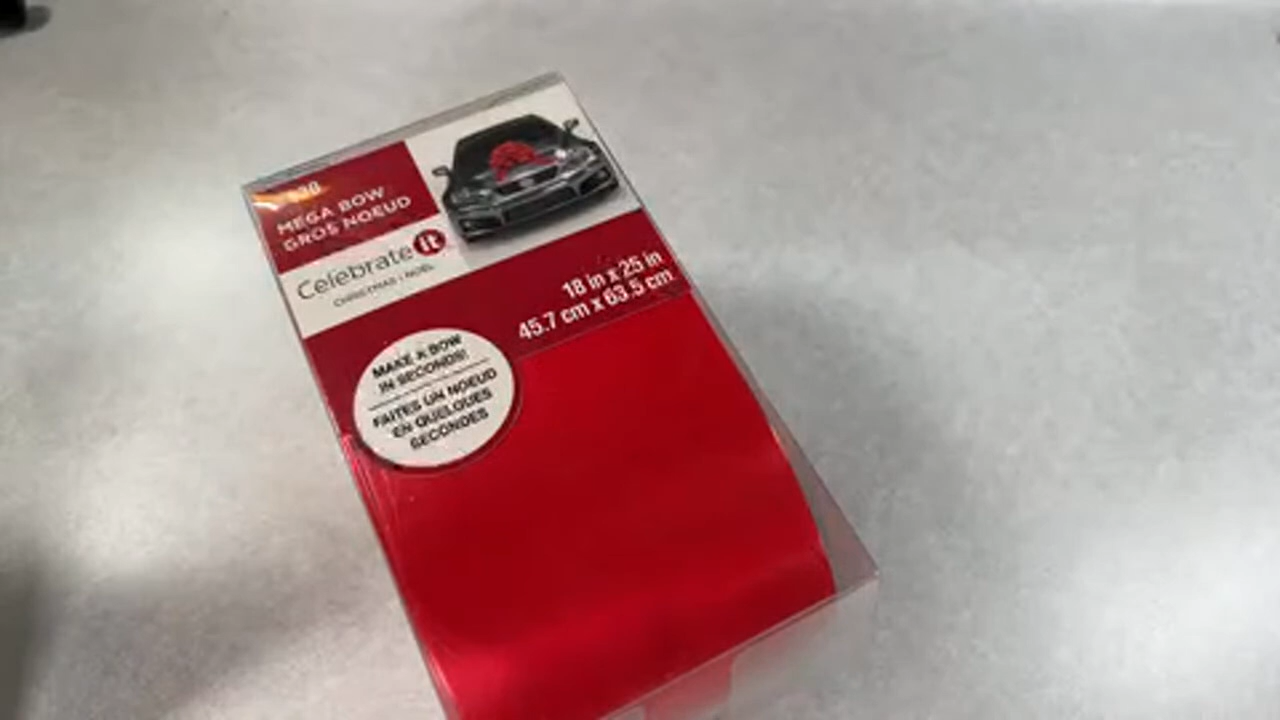 MEGA BOW
GROS NOEUD
Celebrate it
CHRISTMAS | NOËL
18 in x 25 in
45.7 cm x 63.5 cm
MAKE A BOW
IN SECONDS!
FAITES UN NOEUD
EN QUELQUES
SECONDES